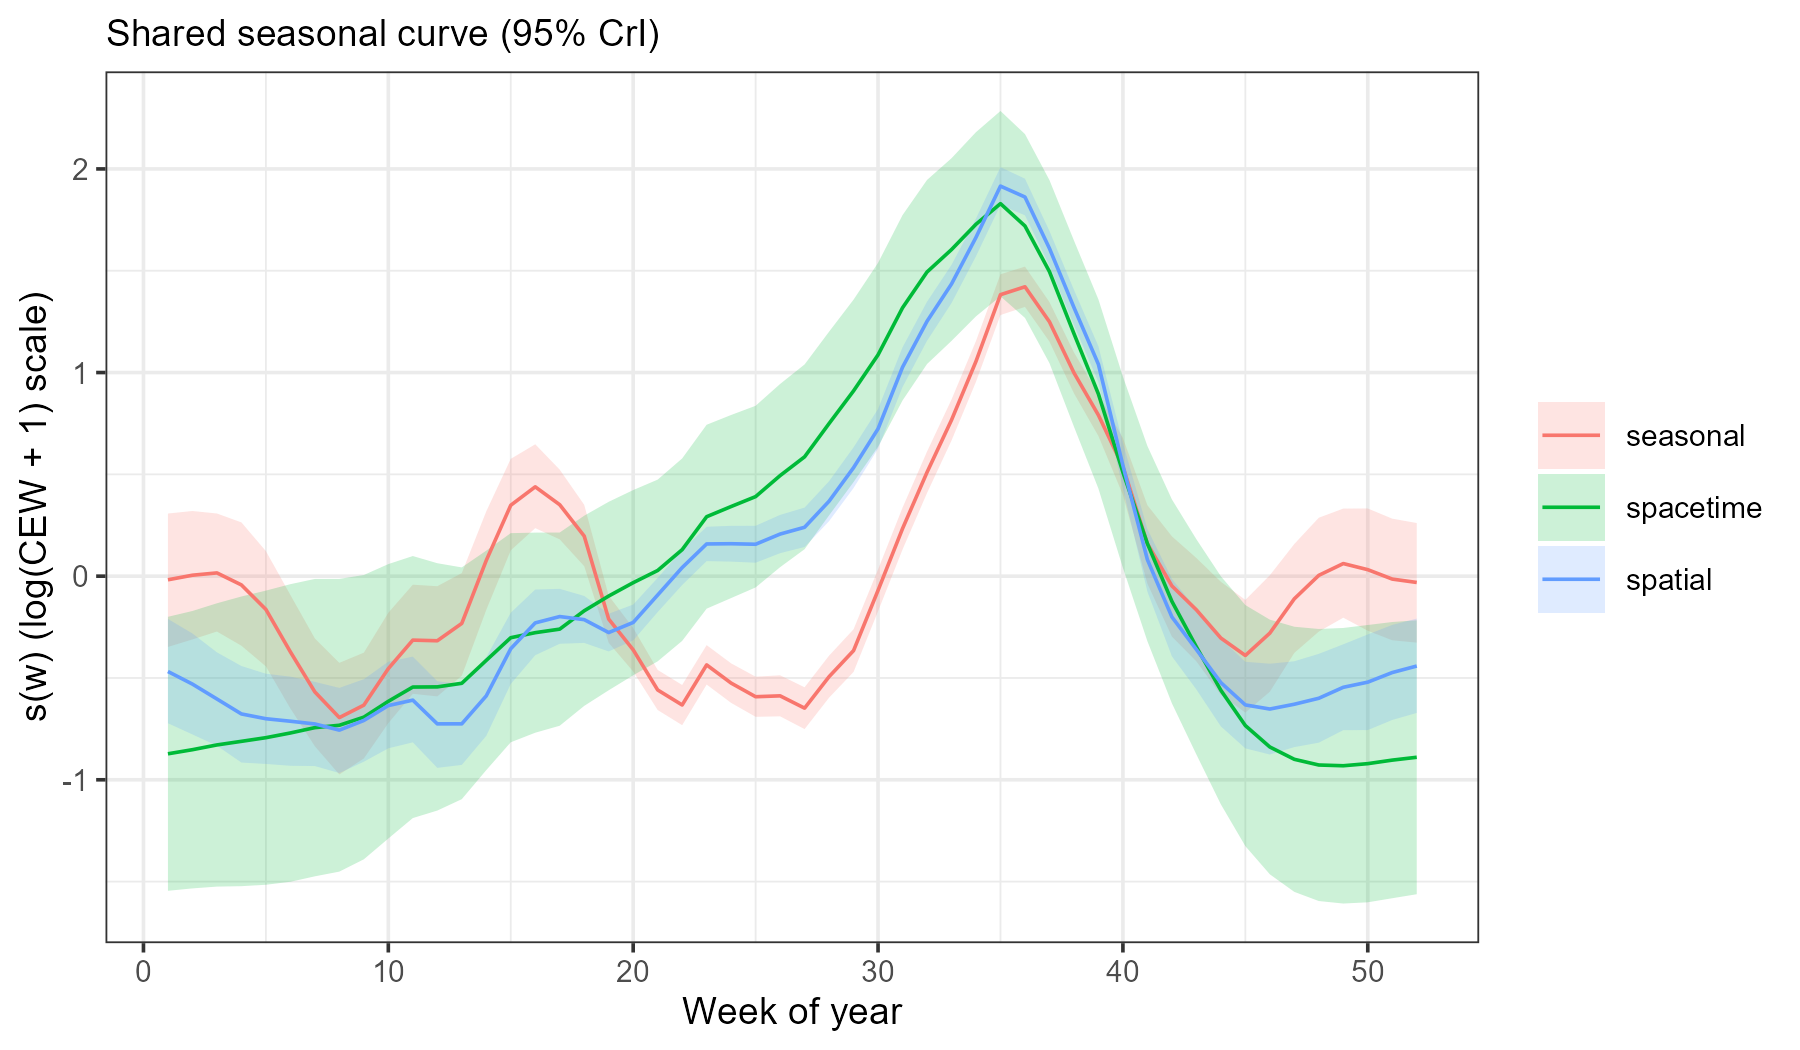 Shared seasonal curve (95% CrI)
s(w) (log(CEW + 1) scale)
2
1
0
-1
0 10 20 30 40 50
Week of year
seasonal
spacetime
spatial